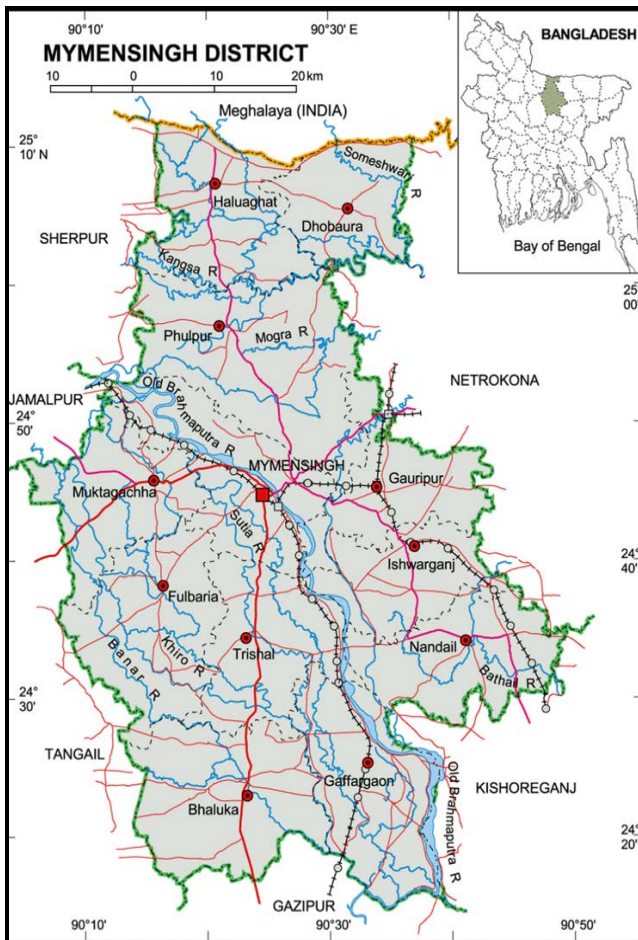 90°10'
90°30' E
MYMENSINGH DISTRICT
10 0 10 20 km
BANGLADESH
Bay of Bengal
Meghalaya (INDIA)
25°
10' N
Someshwari R
Haluaghat
Dhobaura
SHERPUR
Kangsa R
25°
00'
Phulpur
Mogra R
NETROKONA
JAMALPUR
Old Brahmaputra R
24°
50'
MYMENSINGH
Gauripur
Muktagachha
Sutia R
Ishwarganj
24°
40'
Fulbaria
Trishal
Nandail
Khiro R
Banar R
Bathail R
24°
30'
TANGAIL
Gaffargaon
Old Brahmaputra R
KISHOREGANJ
Bhaluka
24°
20'
GAZIPUR
90°10'
90°30'
90°50'